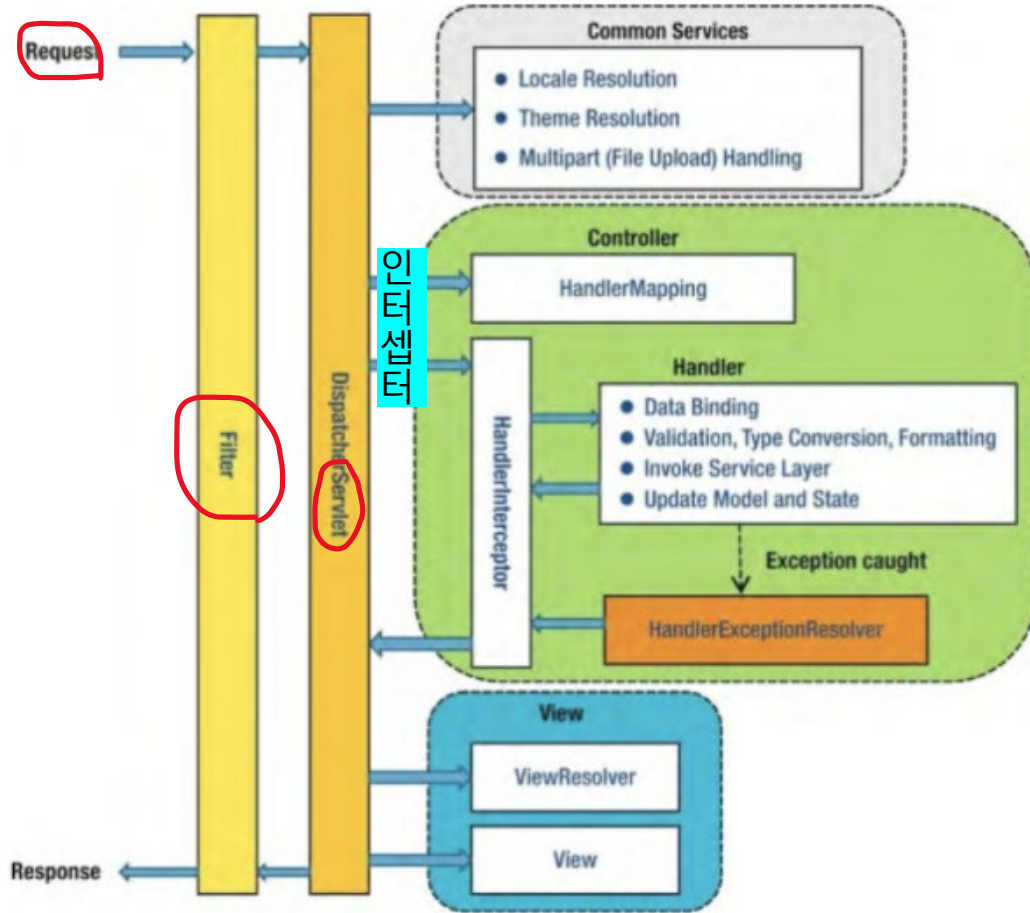 Request
Filter
DispatcherServlet
Common Services
Locale Resolution
Theme Resolution
Multipart (File Upload) Handling
인터셉터
Controller
HandlerMapping
HandlerInterceptor
Handler
Data Binding
Validation, Type Conversion, Formatting
Invoke Service Layer
Update Model and State
Exception caught
HandlerExceptionResolver
View
ViewResolver
View
Response